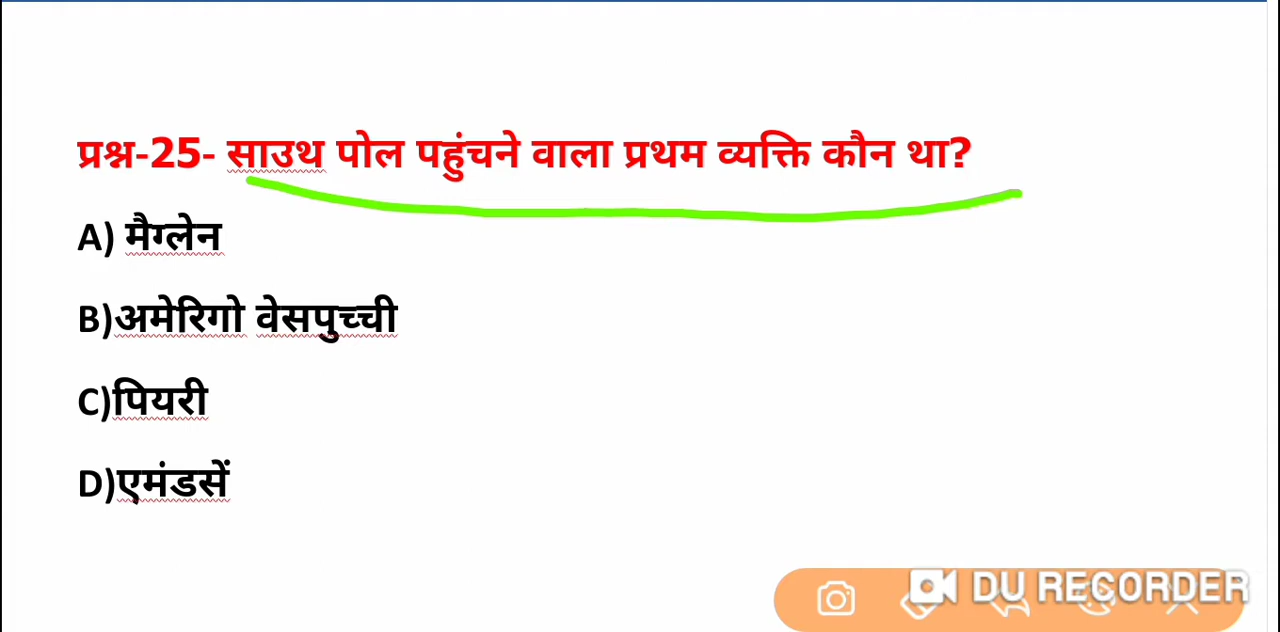 प्रश्न-25- साउथ पोल पहुंचने वाला प्रथम व्यक्ति कौन था?
A) मैग्लेन
B)अमेरिगो वेसपुच्ची
C)पियरी
D)एमंडसें
DU RECORDER